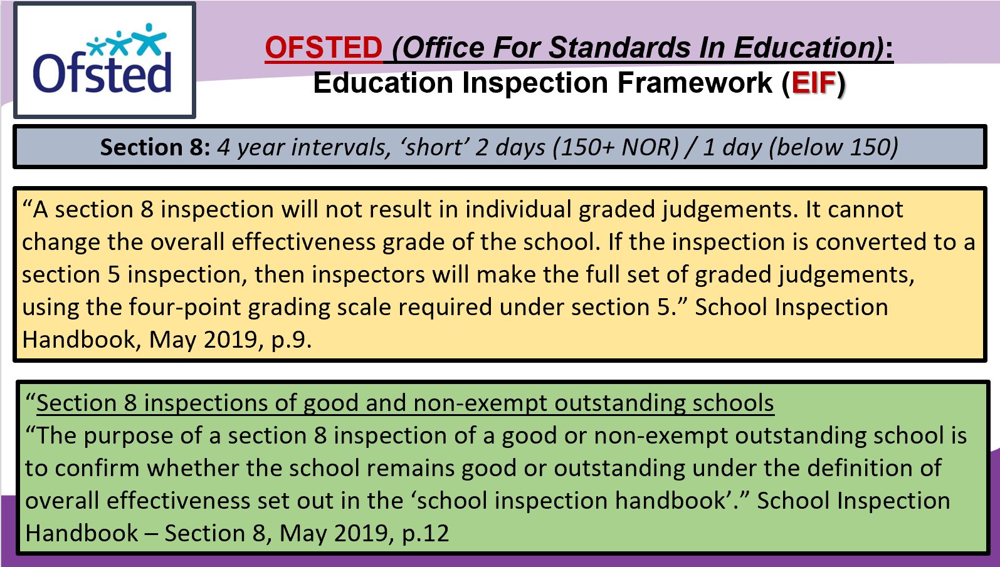 Ofsted
OFSTED (Office For Standards In Education):
Education Inspection Framework (EIF)
Section 8: 4 year intervals, ‘short’ 2 days (150+ NOR) / 1 day (below 150)
“A section 8 inspection will not result in individual graded judgements. It cannot
change the overall effectiveness grade of the school. If the inspection is converted to a
section 5 inspection, then inspectors will make the full set of graded judgements,
using the four-point grading scale required under section 5.” School Inspection
Handbook, May 2019, p.9.
“Section 8 inspections of good and non-exempt outstanding schools
“The purpose of a section 8 inspection of a good or non-exempt outstanding school is
to confirm whether the school remains good or outstanding under the definition of
overall effectiveness set out in the ‘school inspection handbook’.” School Inspection
Handbook – Section 8, May 2019, p.12